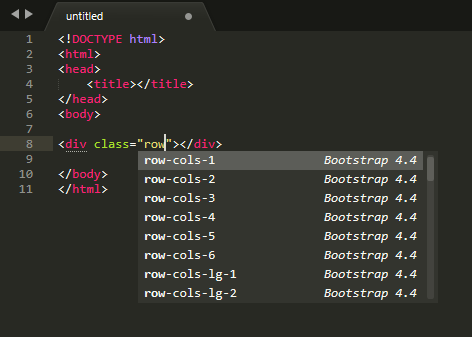 untitled
1 <!DOCTYPE html>
2 <html>
3 <head>
4 <title></title>
5 </head>
6 <body>
7
8 <div class="row"></div>
row-cols-1 Bootstrap 4.4
9
row-cols-2 Bootstrap 4.4
10 </body>
row-cols-3 Bootstrap 4.4
11 </html>
row-cols-4 Bootstrap 4.4
row-cols-5 Bootstrap 4.4
row-cols-6 Bootstrap 4.4
row-cols-lg-1 Bootstrap 4.4
row-cols-lg-2 Bootstrap 4.4